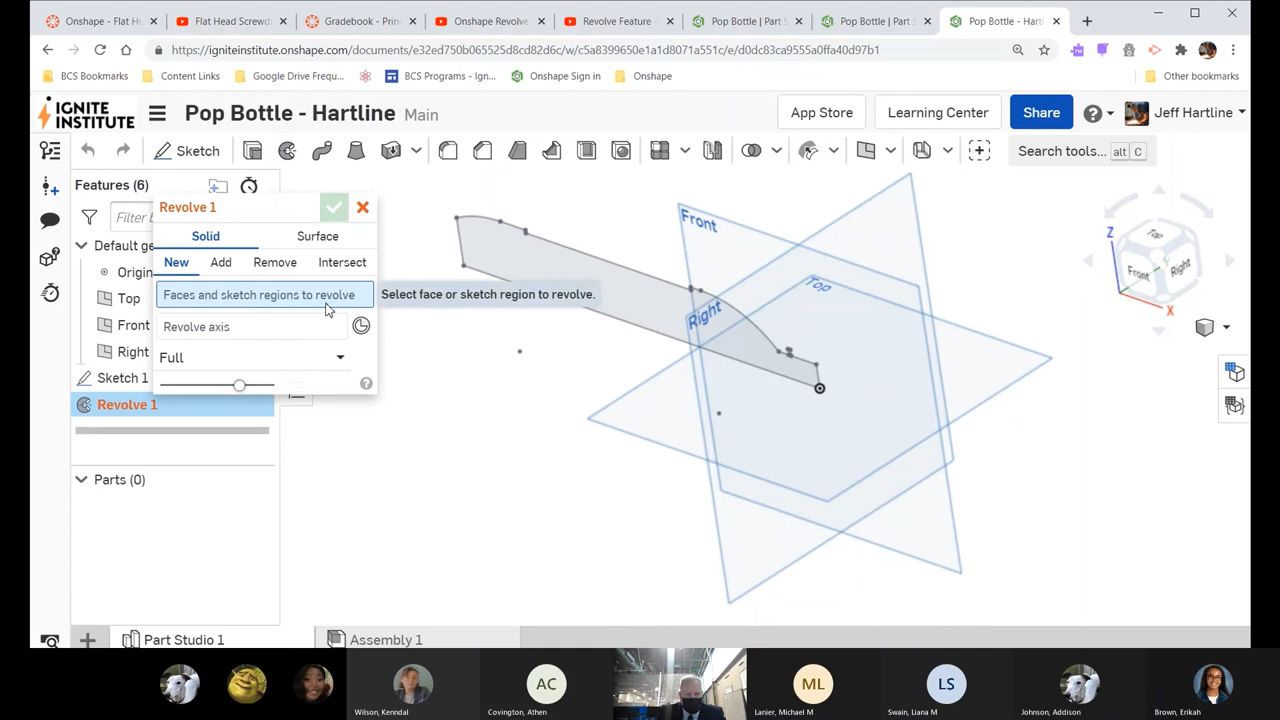 Onshape - Flat He
Flat Head Screwd
Gradebook - Princ
Onshape Revolve
Revolve Feature -
Pop Bottle | Part S
Pop Bottle | Part S
Pop Bottle - Hartl
https://igniteinstitute.onshape.com/documents/e32ed750b065525d8cd82d6c/w/c5a8399650e1a1d8071a551c/e/d0dc83ca9555a0ffa40d97b1
BCS Bookmarks
Content Links
Google Drive Frequ...
BCS Programs - Ign...
Onshape Sign in
Onshape
Other bookmarks
IGNITE
INSTITUTE
Pop Bottle - Hartline Main
App Store
Learning Center
Share
Jeff Hartline
Sketch
Search tools... alt C
Features (6)
Default ge
Origin
Top
Front
Right
Sketch 1
Revolve 1
Parts (0)
Revolve 1
Solid
Surface
New
Add
Remove
Intersect
Faces and sketch regions to revolve
Select face or sketch region to revolve.
Revolve axis
Full
Front
Top
Right
Z
Top
Front
Right
X
Part Studio 1
Assembly 1
Wilson, Kenndal
AC
Covington, Athen
ML
Lanier, Michael M
LS
Swain, Liana M
Johnson, Addison
Brown, Erikah